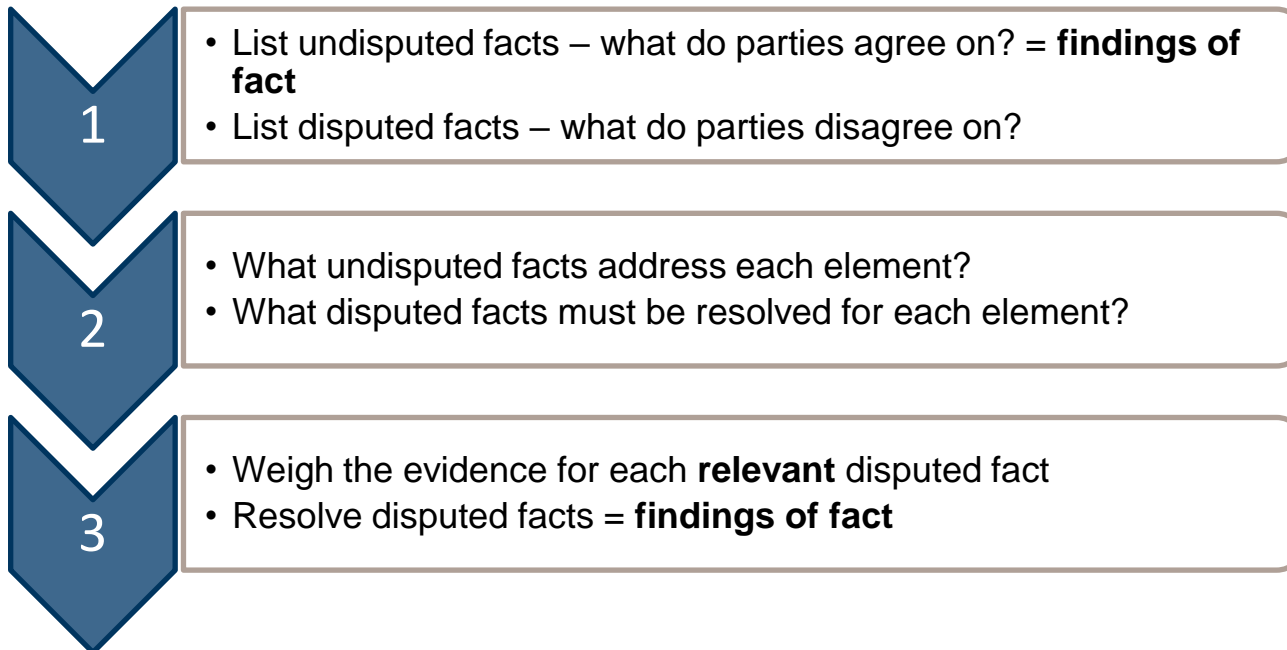 1
• List undisputed facts – what do parties agree on? = findings of
fact
• List disputed facts – what do parties disagree on?
2
• What undisputed facts address each element?
• What disputed facts must be resolved for each element?
3
• Weigh the evidence for each relevant disputed fact
• Resolve disputed facts = findings of fact